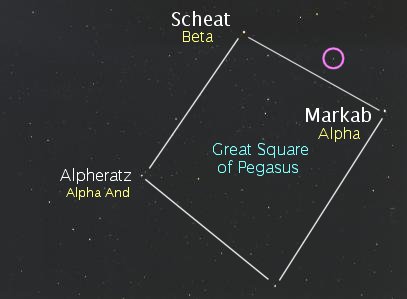 Scheat
Beta
Markab
Alpha
Great Square
of Pegasus
Alpheratz
Alpha And